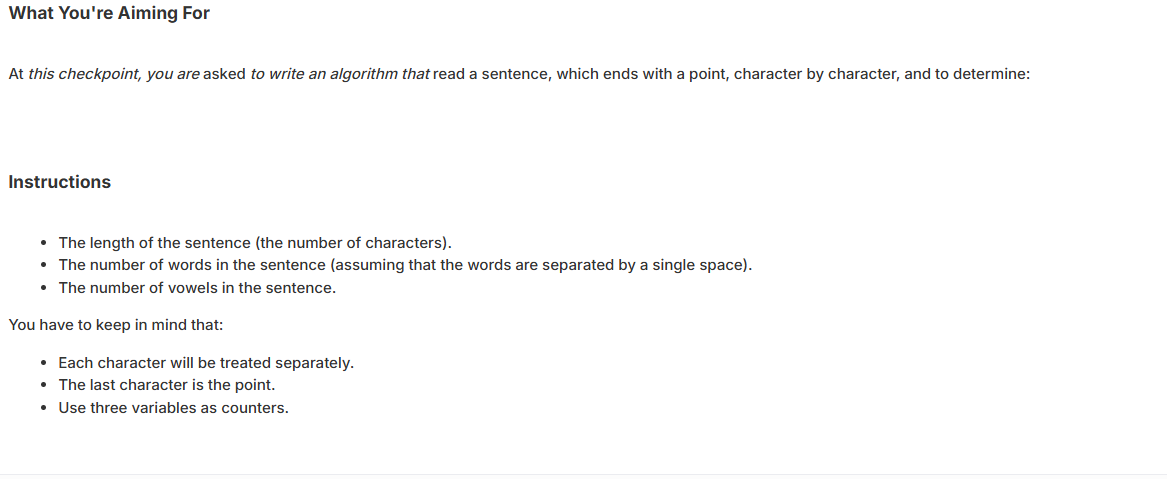 What You're Aiming For
At this checkpoint, you are asked to write an algorithm that read a sentence, which ends with a point, character by character, and to determine:
Instructions
• The length of the sentence (the number of characters).
• The number of words in the sentence (assuming that the words are separated by a single space).
• The number of vowels in the sentence.
You have to keep in mind that:
• Each character will be treated separately.
• The last character is the point.
• Use three variables as counters.